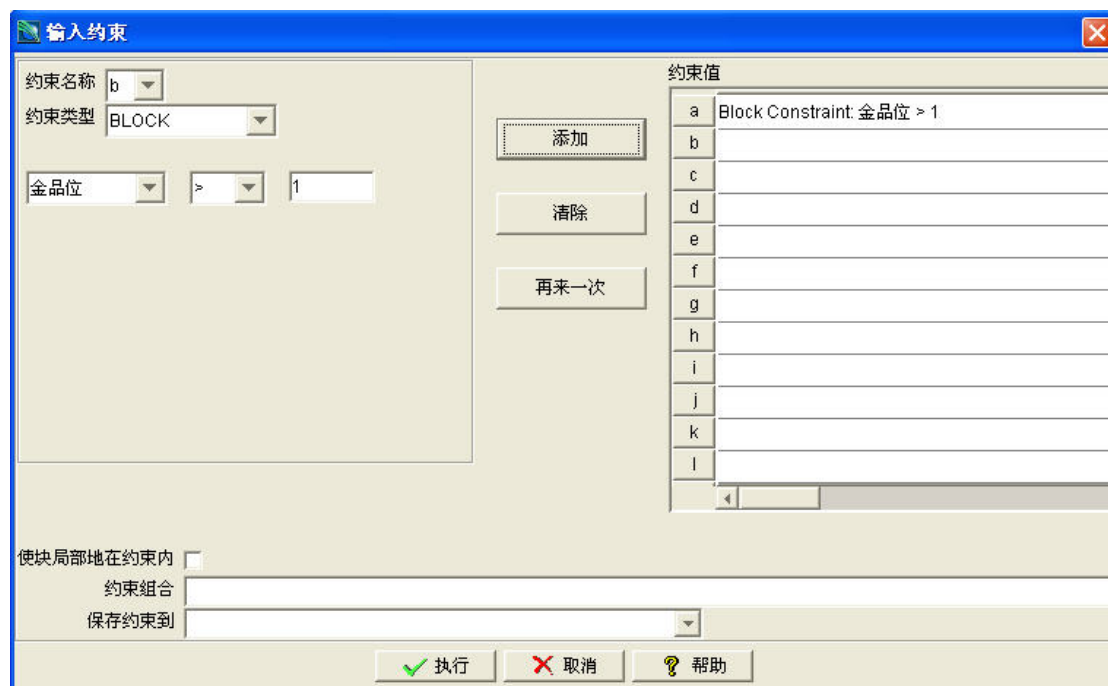 输入约束
约束名称 b
约束类型 BLOCK
金品位 > 1
添加
清除
再来一次
约束值
a Block Constraint: 金品位 > 1
b
c
d
e
f
g
h
i
j
k
l
使块局部地在约束内
约束组合
保存约束到
执行 取消 帮助